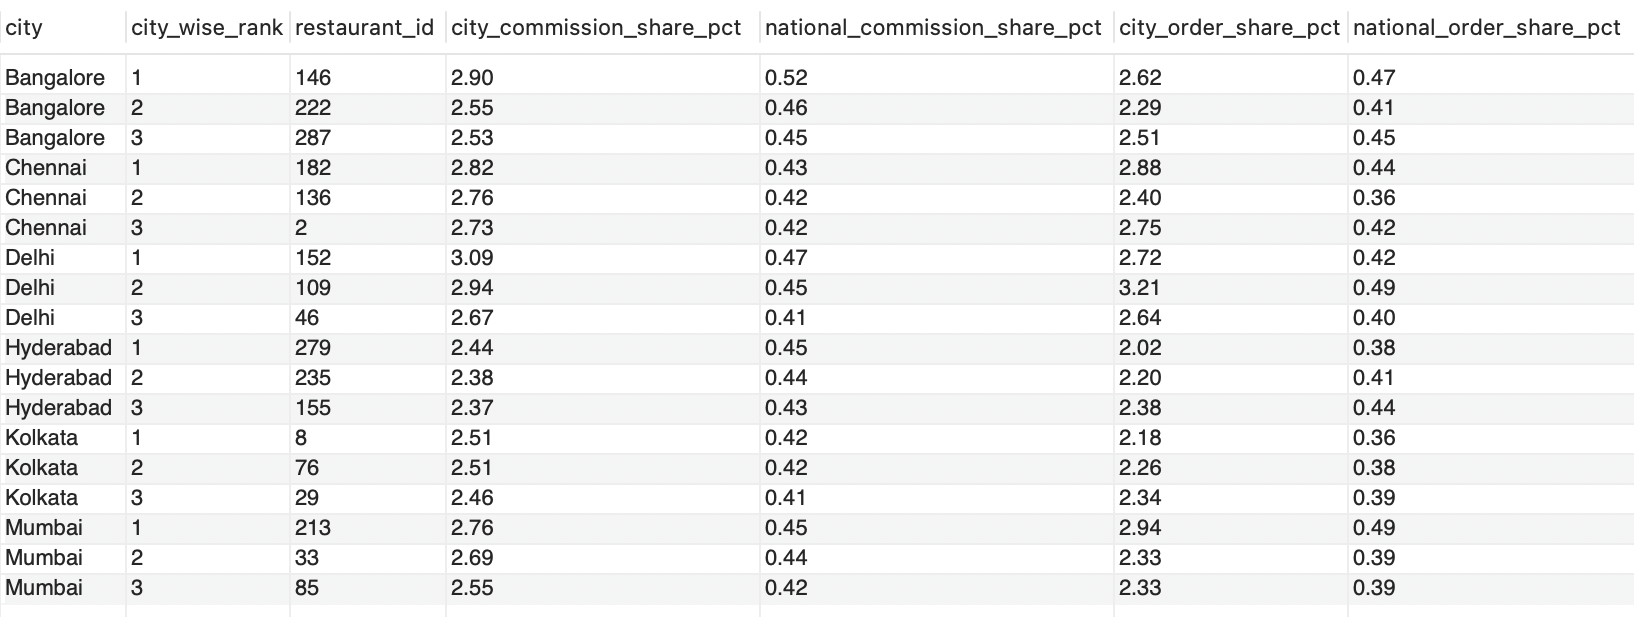 city city_wise_rank restaurant_id city_commission_share_pct national_commission_share_pct city_order_share_pct national_order_share_pct
Bangalore 1 146 2.90 0.52 2.62 0.47
Bangalore 2 222 2.55 0.46 2.29 0.41
Bangalore 3 287 2.53 0.45 2.51 0.45
Chennai 1 182 2.82 0.43 2.88 0.44
Chennai 2 136 2.76 0.42 2.40 0.36
Chennai 3 2 2.73 0.42 2.75 0.42
Delhi 1 152 3.09 0.47 2.72 0.42
Delhi 2 109 2.94 0.45 3.21 0.49
Delhi 3 46 2.67 0.41 2.64 0.40
Hyderabad 1 279 2.44 0.45 2.02 0.38
Hyderabad 2 235 2.38 0.44 2.20 0.41
Hyderabad 3 155 2.37 0.43 2.38 0.44
Kolkata 1 8 2.51 0.42 2.18 0.36
Kolkata 2 76 2.51 0.42 2.26 0.38
Kolkata 3 29 2.46 0.41 2.34 0.39
Mumbai 1 213 2.76 0.45 2.94 0.49
Mumbai 2 33 2.69 0.44 2.33 0.39
Mumbai 3 85 2.55 0.42 2.33 0.39